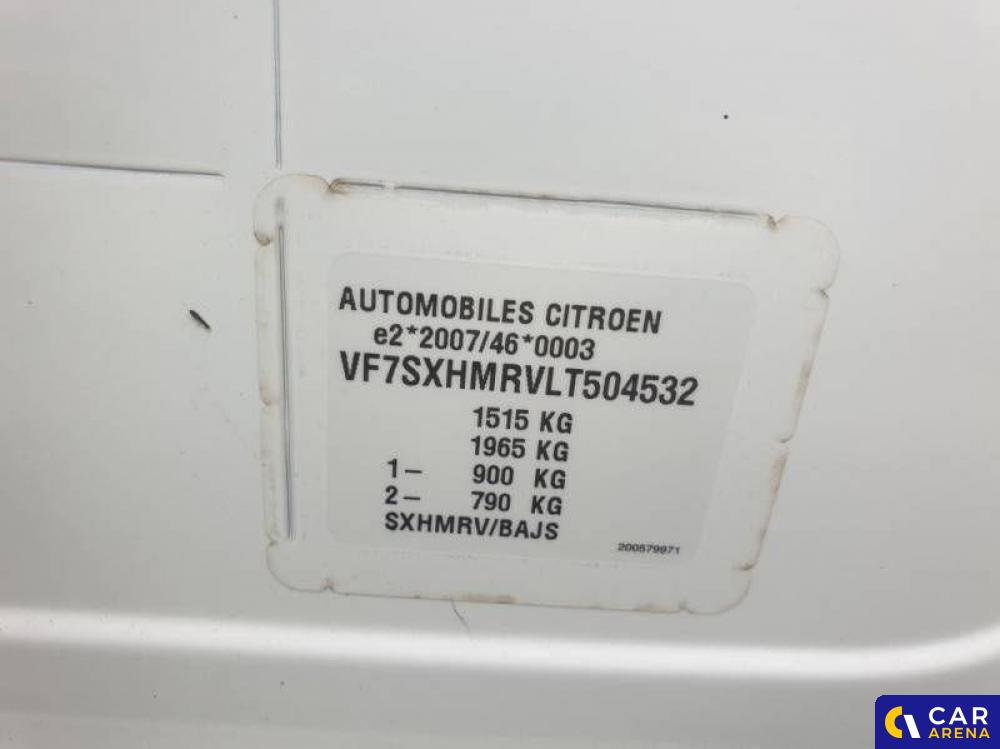 AUTOMOBILES CITROEN
e2*2007/46*0003
VF7SXHMRVLT504532
1515 KG
1965 KG
1- 900 KG
2- 790 KG
SXHMRV/BAJS
200579971
CAR
ARENA